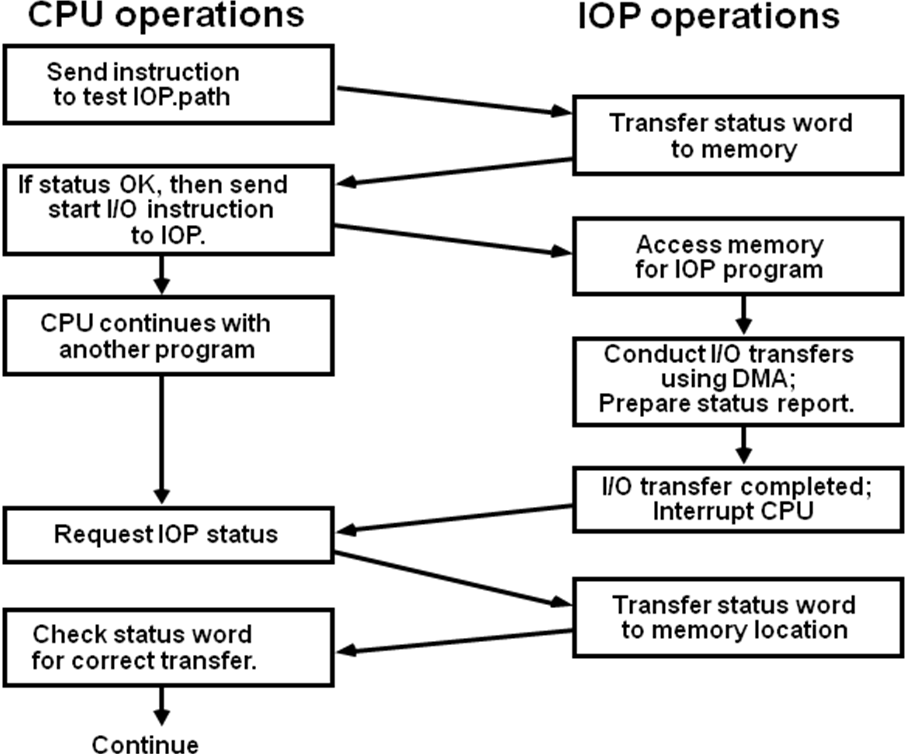 CPU operations
IOP operations
Send instruction
to test IOP.path
Transfer status word
to memory
If status OK, then send
start I/O instruction
to IOP.
Access memory
for IOP program
CPU continues with
another program
Conduct I/O transfers
using DMA;
Prepare status report.
I/O transfer completed;
Interrupt CPU
Request IOP status
Transfer status word
to memory location
Check status word
for correct transfer.
Continue